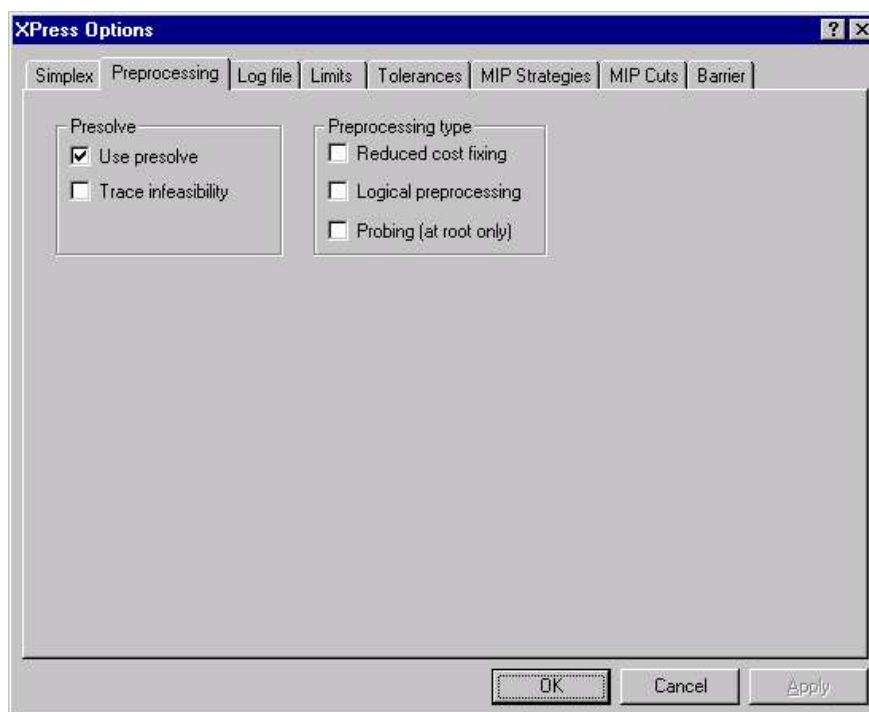 XPress Options
Simplex Preprocessing Log file Limits Tolerances MIP Strategies MIP Cuts Barrier
Presolve
Use presolve
Trace infeasibility
Preprocessing type
Reduced cost fixing
Logical preprocessing
Probing (at root only)
OK Cancel Apply